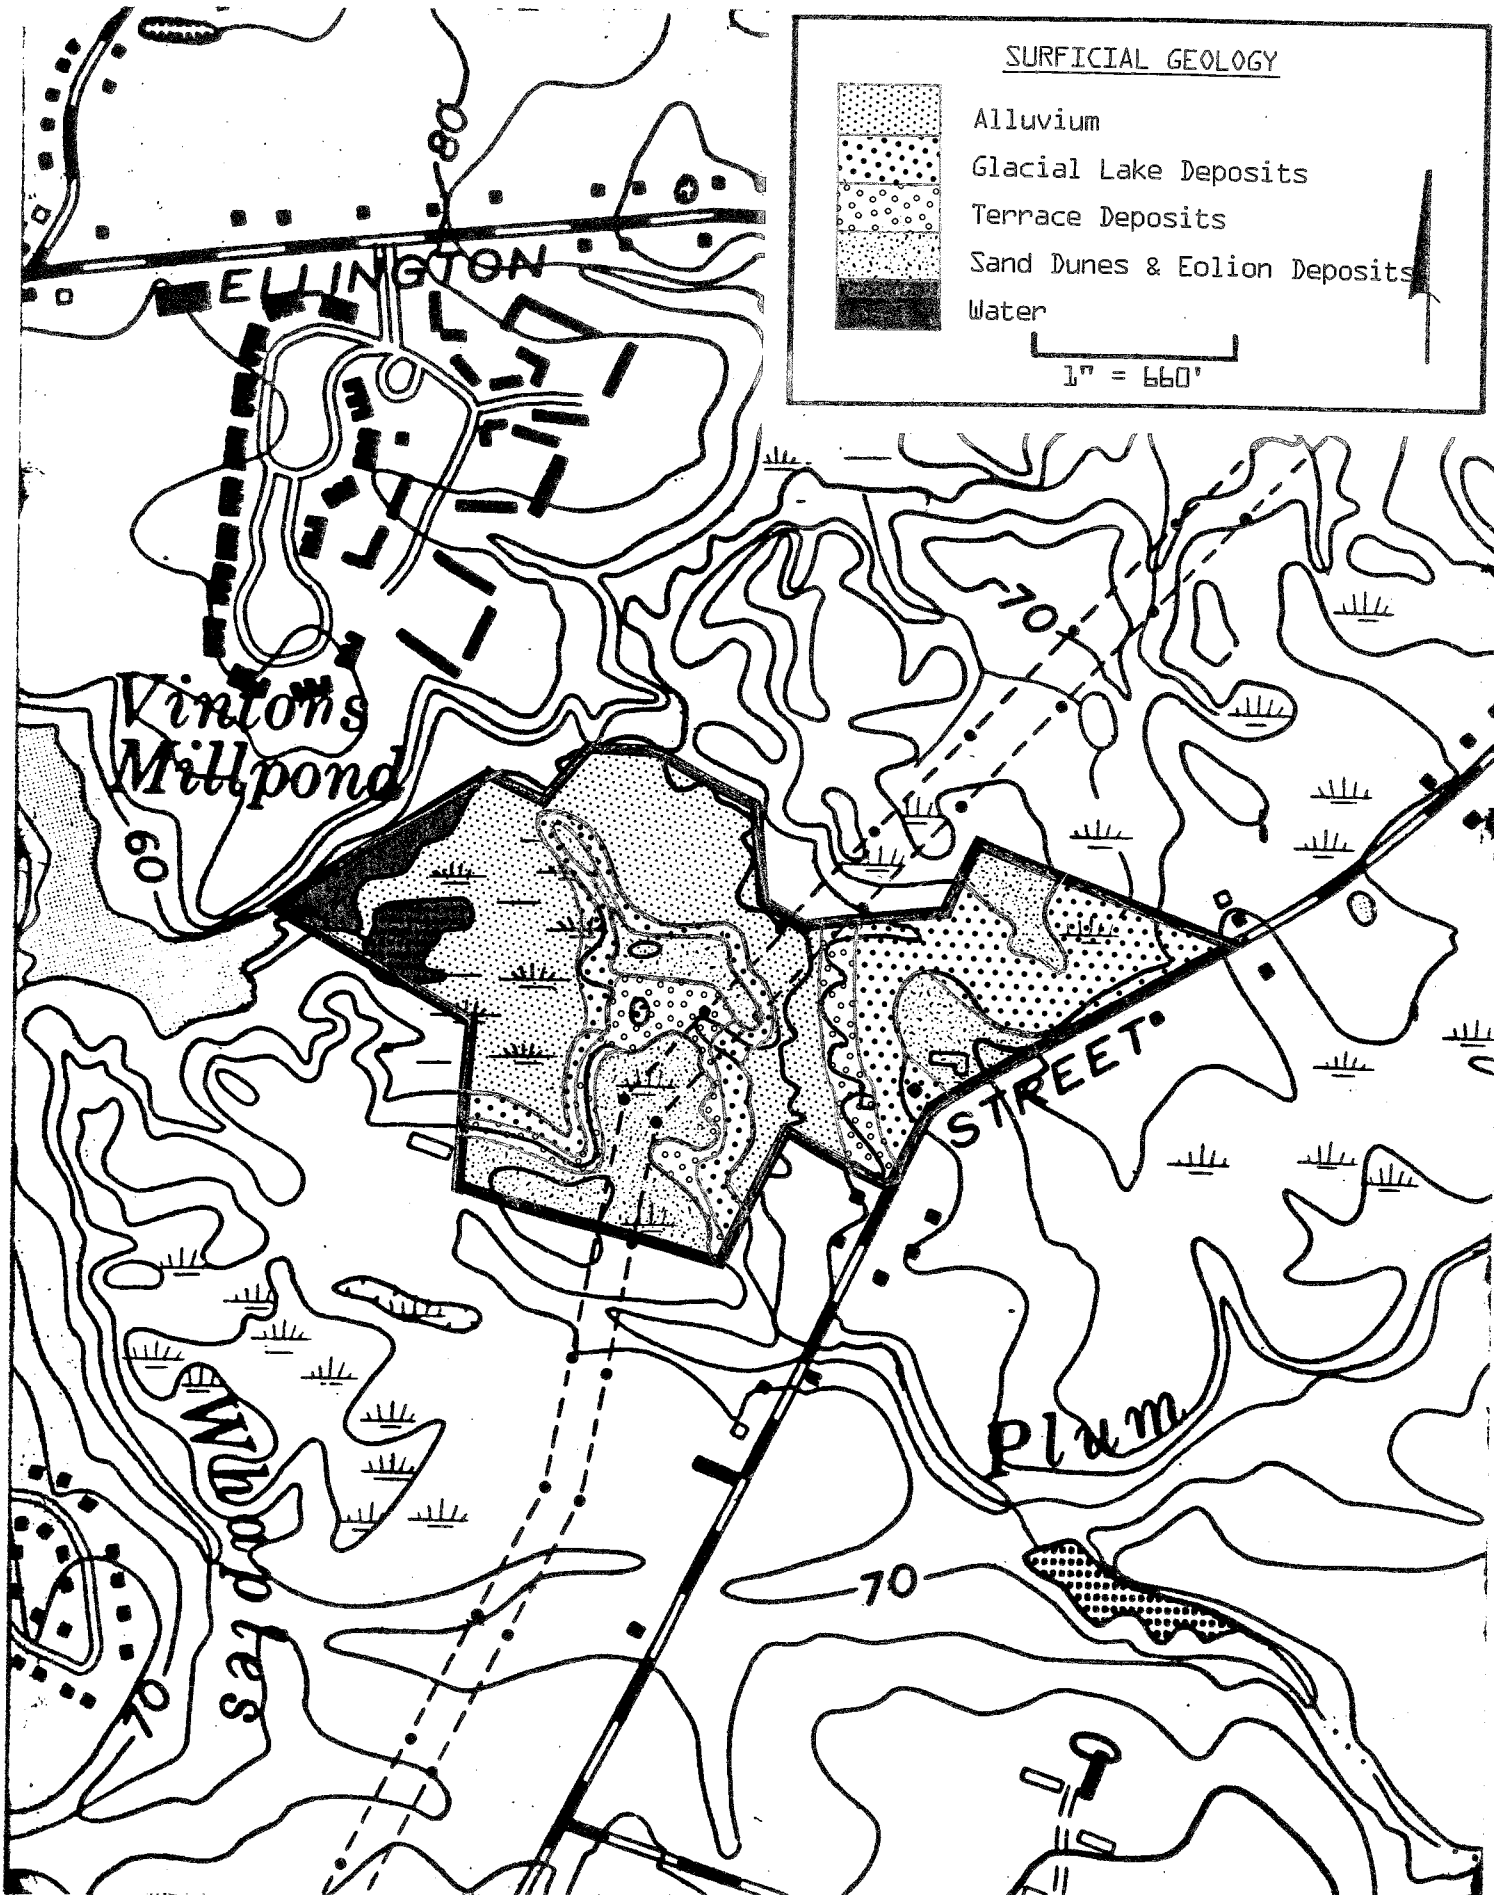 SURFICIAL GEOLOGY
Alluvium
Glacial Lake Deposits
Terrace Deposits
Sand Dunes & Eolion Deposits
Water
1" = 660'
80
ELLINGTON
70
Vintons
Millpond
60
STREET
Plum
Whaples
70
70